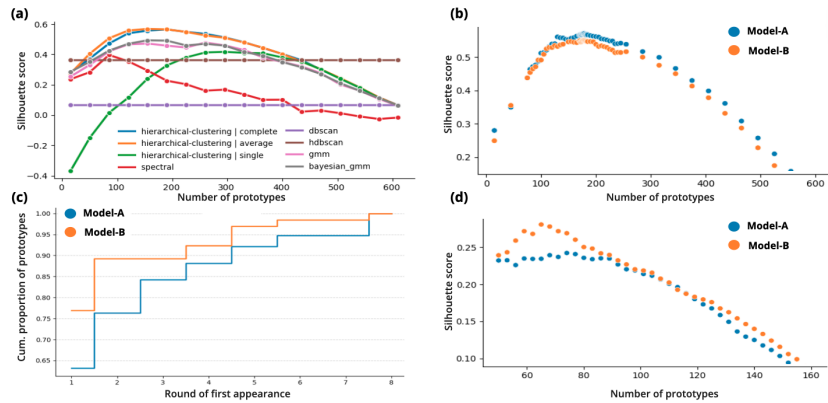 (a)
Silhouette score
0.6
0.4
0.2
0.0
−0.2
−0.4
hierarchical-clustering | complete
hierarchical-clustering | average
hierarchical-clustering | single
spectral
dbscan
hdbscan
gmm
bayesian_gmm
0 100 200 300 400 500 600
Number of prototypes
(b)
Model-A
Model-B
Silhouette score
0.5
0.4
0.3
0.2
0 100 200 300 400 500 600
Number of prototypes
(c)
Model-A
Model-B
Cum. proportion of prototypes
1.00
0.95
0.90
0.85
0.80
0.75
0.70
0.65
1 2 3 4 5 6 7 8
Round of first appearance
(d)
Model-A
Model-B
Silhouette score
0.25
0.20
0.15
0.10
60 80 100 120 140 160
Number of prototypes